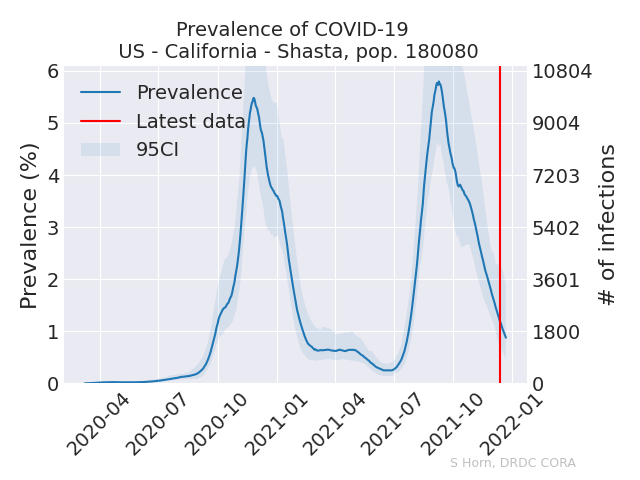 Prevalence of COVID-19
US - California - Shasta, pop. 180080
Prevalence
Latest data
95CI
Prevalence (%)
6
5
4
3
2
1
0
10804
9004
7203
5402
3601
1800
0
# of infections
2020-04
2020-07
2020-10
2021-01
2021-04
2021-07
2021-10
2022-01
S Horn, DRDC CORA